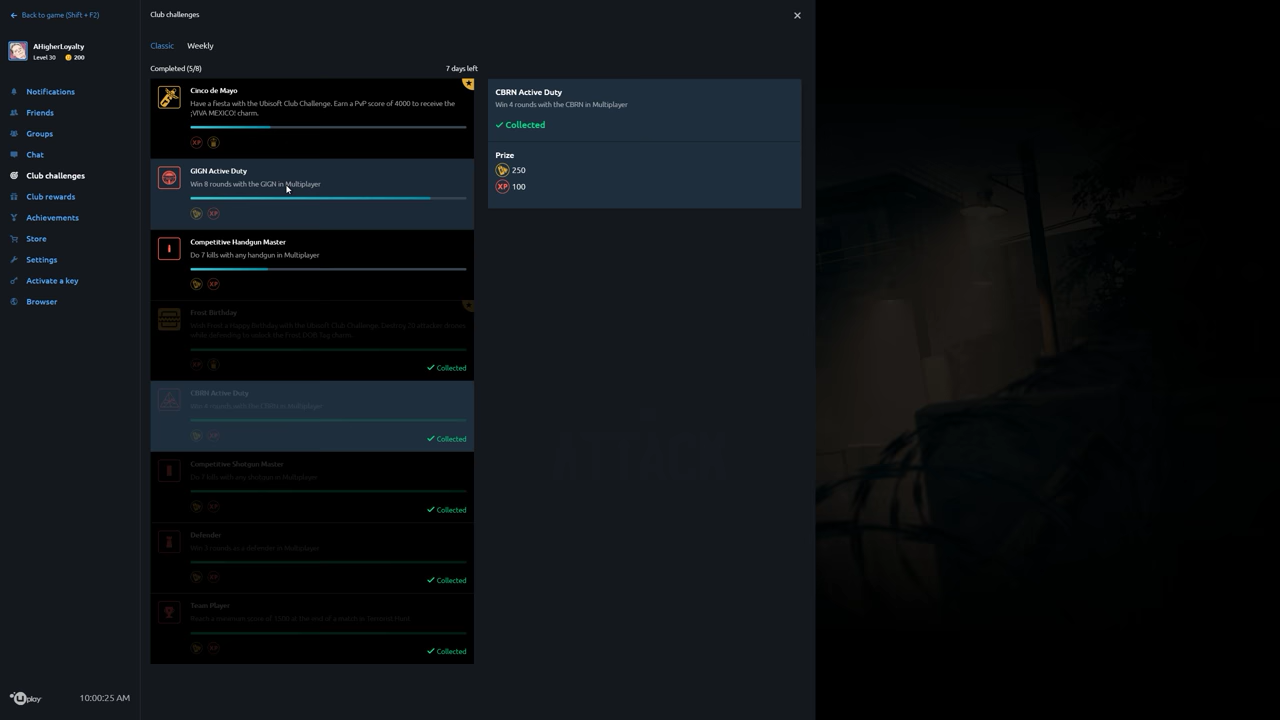 Back to game (Shift + F2)
AHigherLoyalty
Level 30 200
Notifications
Friends
Groups
Chat
Club challenges
Club rewards
Achievements
Store
Settings
Activate a key
Browser
uplay 10:00:25 AM
Club challenges
Classic Weekly
Completed (5/8) 7 days left
Cinco de Mayo
Have a fiesta with the Ubisoft Club Challenge. Earn a PvP score of 4000 to receive the
¡VIVA MEXICO! charm.
XP
GIGN Active Duty
Win 8 rounds with the GIGN in Multiplayer
XP
Competitive Handgun Master
Do 7 kills with any handgun in Multiplayer
XP
Frost Birthday
XP
Collected
CBRN Active Duty
Win 4 rounds with the CBRN in Multiplayer
XP
Collected
Competitive Shotgun Master
Do 7 kills with any shotgun in Multiplayer
XP
Collected
Defender
XP
Collected
Team Player
XP
Collected
CBRN Active Duty
Win 4 rounds with the CBRN in Multiplayer
Collected
Prize
250
XP 100